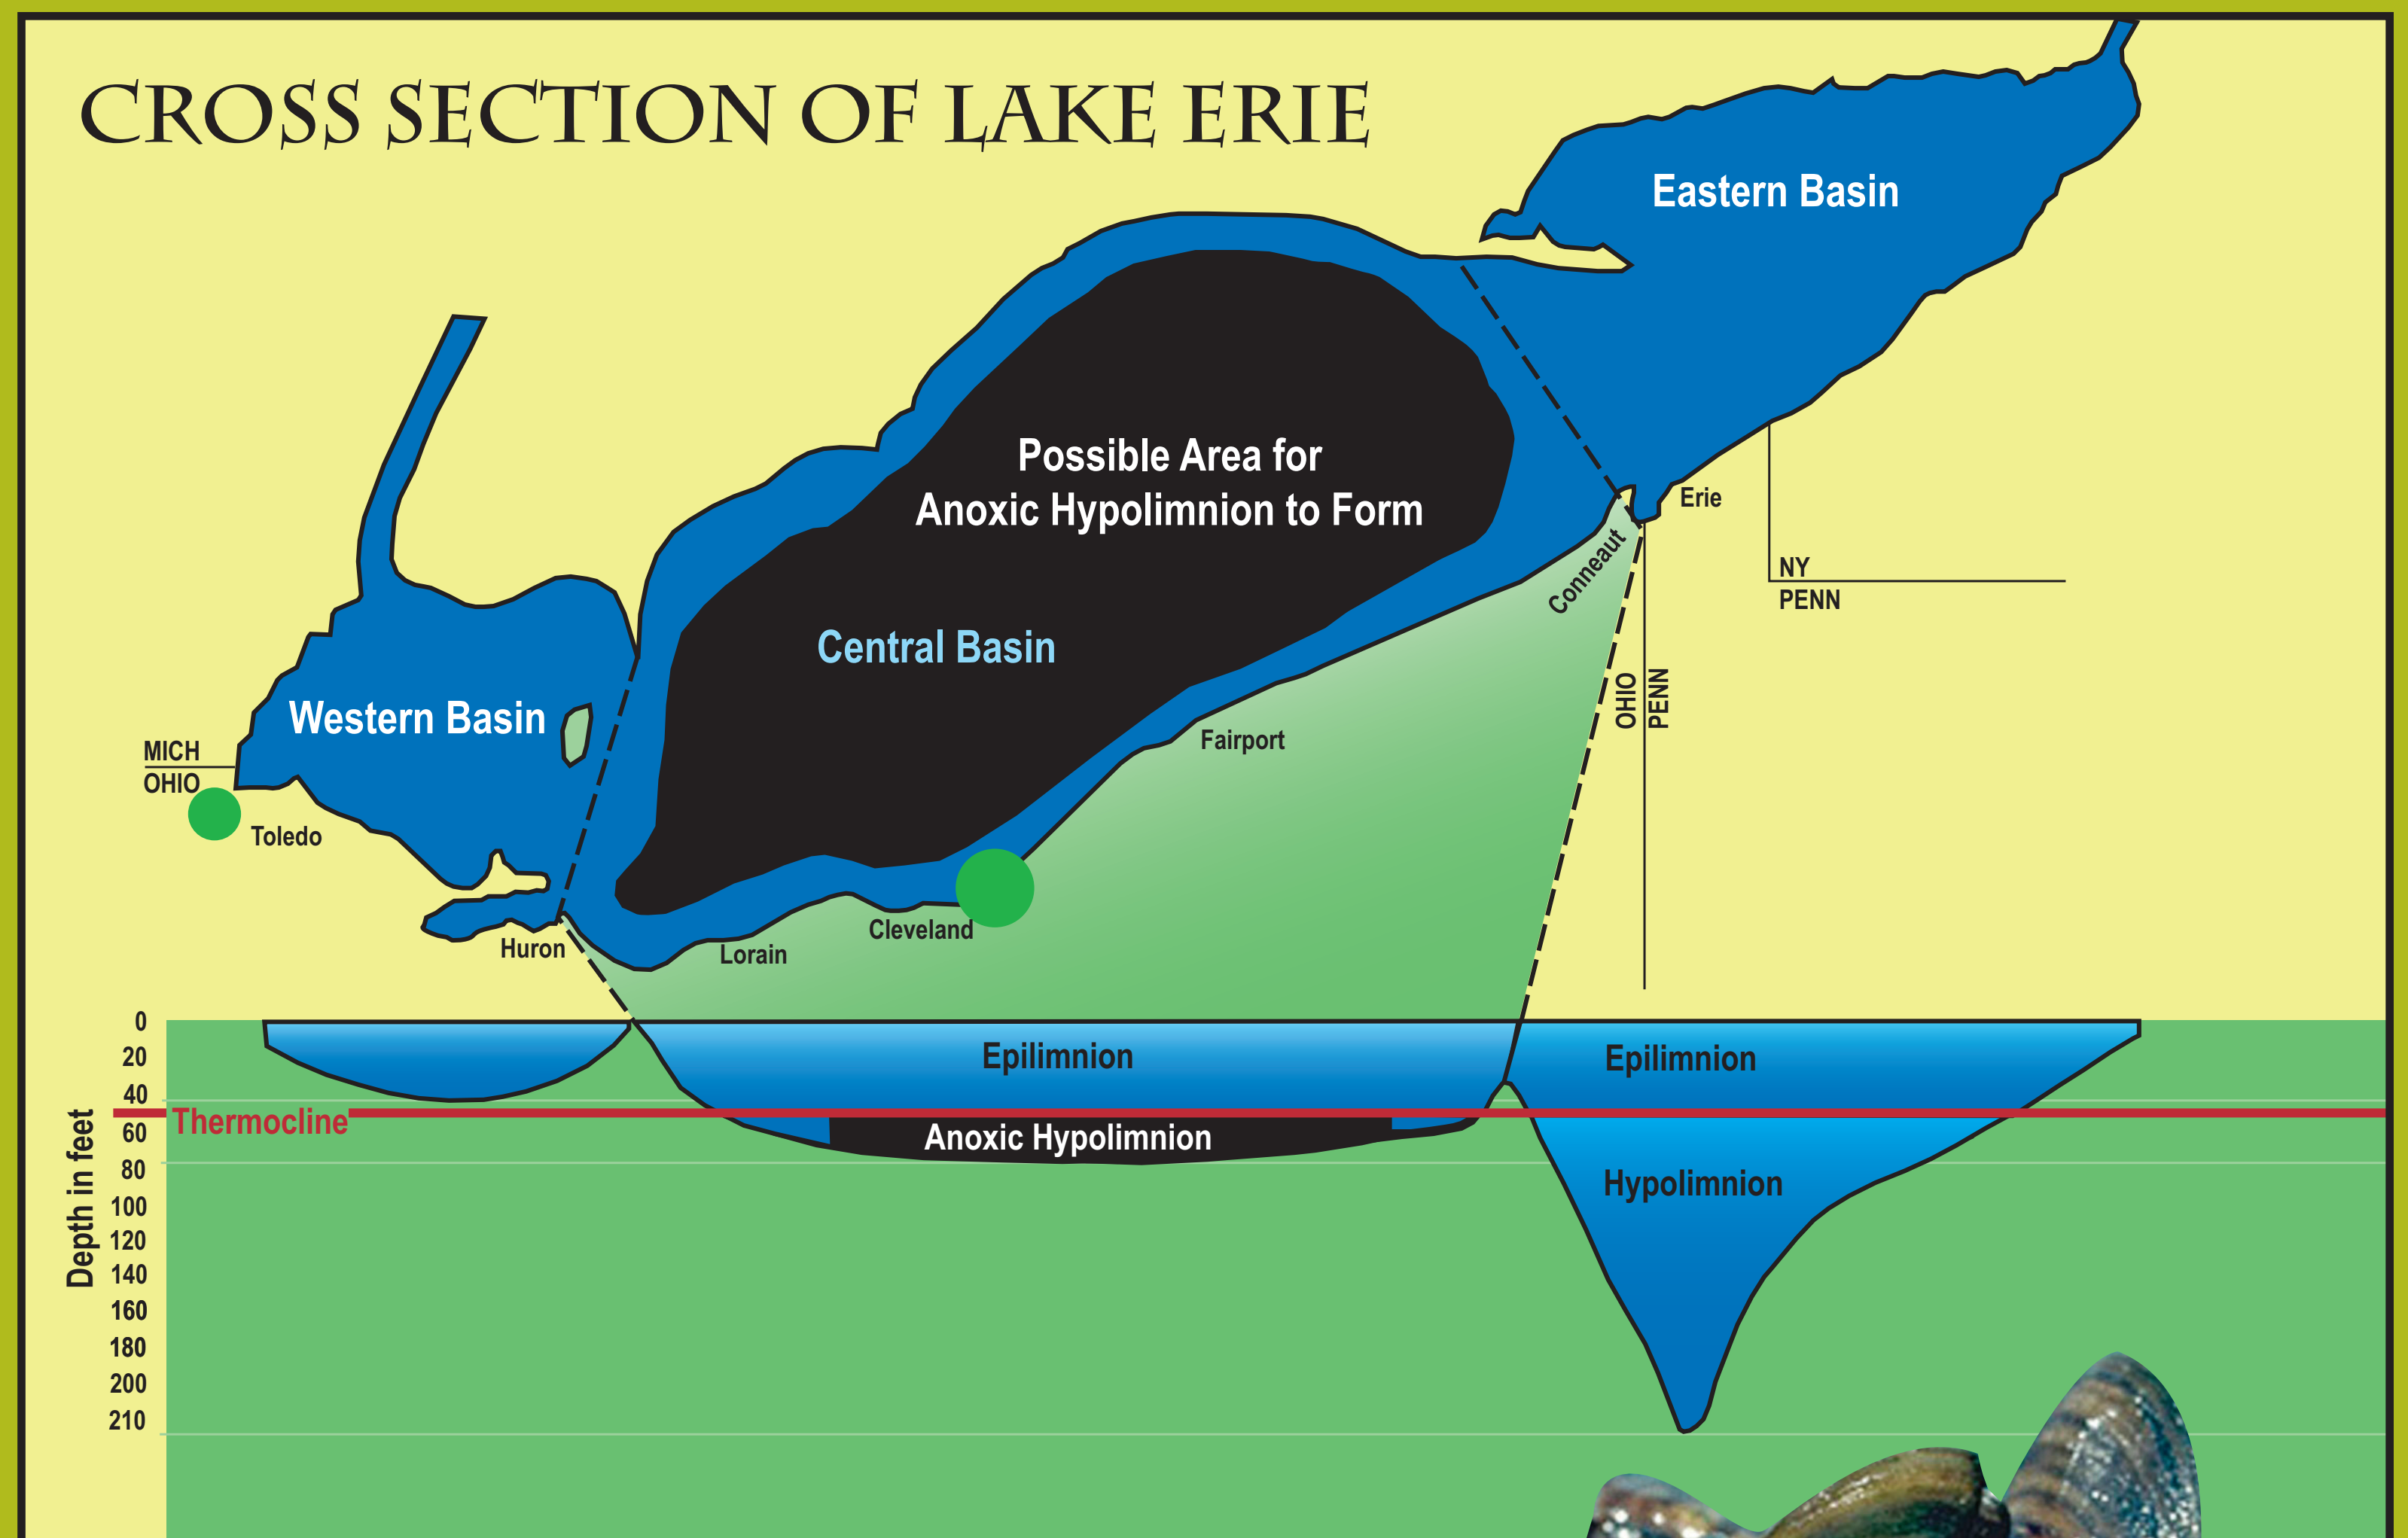 CROSS SECTION OF LAKE ERIE
Eastern Basin
Possible Area for
Anoxic Hypolimnion to Form
Central Basin
Western Basin
Erie
Conneaut
NY
PENN
OHIO
PENN
MICH
OHIO
Toledo
Fairport
Cleveland
Lorain
Huron
Depth in feet
0
20
40
60
80
100
120
140
160
180
200
210
Epilimnion
Epilimnion
Thermocline
Anoxic Hypolimnion
Hypolimnion